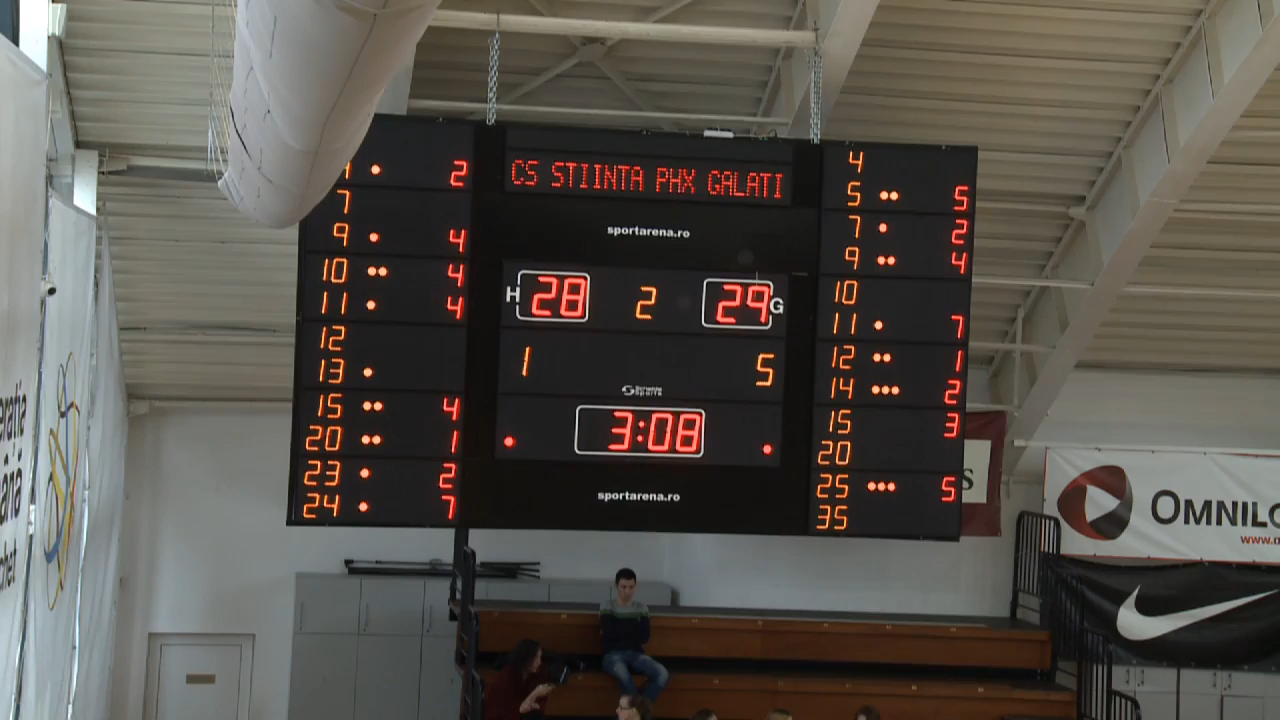 CS STIINTA PHX GALATI
sportarena.ro
H 28 2 29 G
1 5
3:08
sportarena.ro
• 2
7
9 • 4
10 •• 4
11 • 4
12
13 •
15 •• 4
20 •• 1
23 • 2
24 • 7
4
5 •• 5
7 • 2
9 •• 4
10
11 • 7
12 •• 1
14 ••• 2
15 3
20
25 ••• 5
35
S
OMNILO
www.